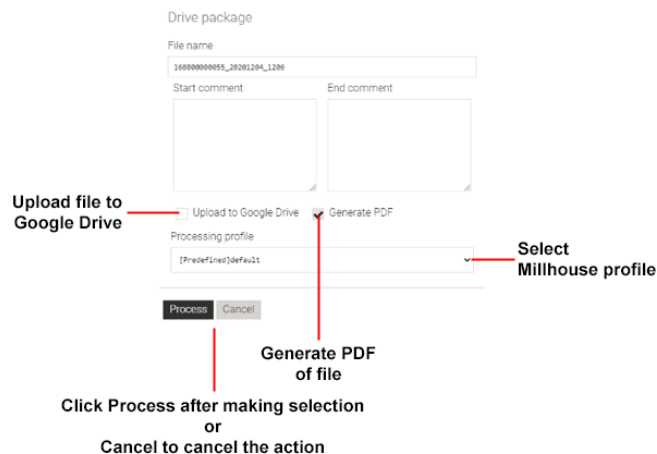 Drive package
File name
160800000055_20201204_1206
Start comment End comment
Upload file to
Google Drive
Upload to Google Drive Generate PDF
Processing profile
[Predefined]default
Select
Millhouse profile
Process Cancel
Generate PDF
of file
Click Process after making selection
or
Cancel to cancel the action